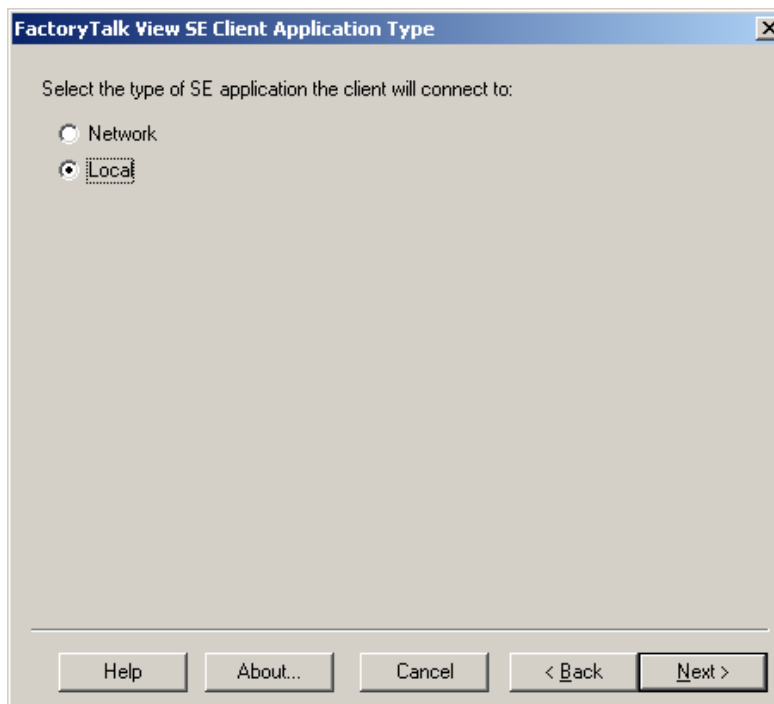 FactoryTalk View SE Client Application Type
Select the type of SE application the client will connect to:
Network
Local
Help
About...
Cancel
< Back
Next >